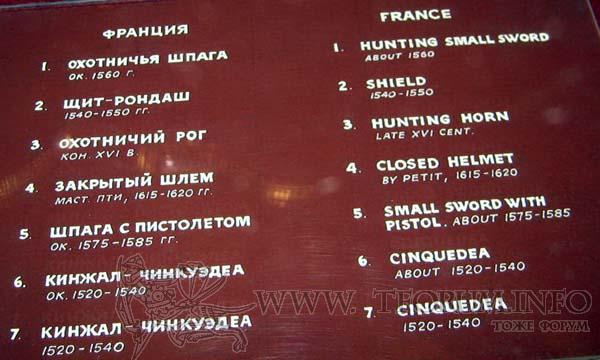 ФРАНЦИЯ
1. ОХОТНИЧЬЯ ШПАГА
ОК. 1560 Г.
2. ЩИТ-РОНДАШ
1540-1550 ГГ.
3. ОХОТНИЧИЙ РОГ
КОН. XVI В.
4. ЗАКРЫТЫЙ ШЛЕМ
МАСТ. ПТИ, 1615-1620 ГГ.
5. ШПАГА С ПИСТОЛЕТОМ
ОК. 1575-1585 ГГ.
6. КИНЖАЛ-ЧИНКУЭДЕА
ОК. 1520-1540
7. КИНЖАЛ-ЧИНКУЭДЕА
1520-1540
FRANCE
1. HUNTING SMALL SWORD
ABOUT 1560
2. SHIELD
1540-1550
3. HUNTING HORN
LATE XVI CENT.
4. CLOSED HELMET
BY PETIT, 1615-1620
5. SMALL SWORD WITH
PISTOL. ABOUT 1575-1585
6. CINQUEDEA
ABOUT 1520-1540
7. CINQUEDEA
1520-1540
WWW.TFORUM.INFO
ТОЖЕ ФОРУМ